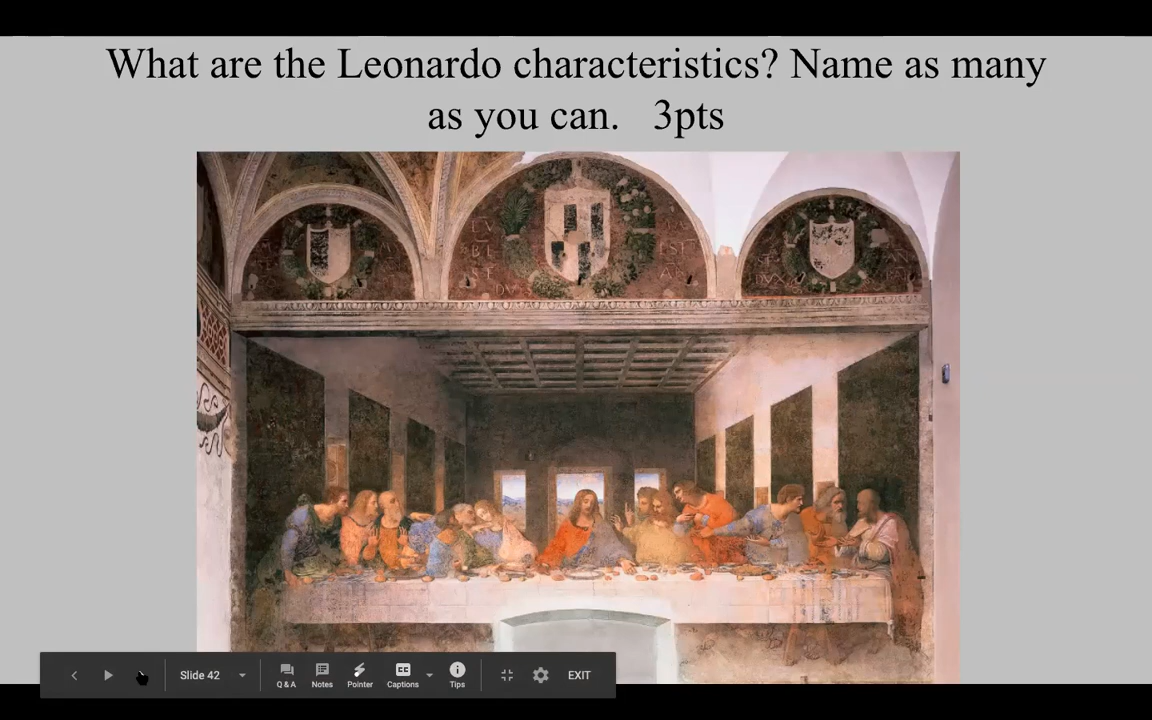 What are the Leonardo characteristics? Name as many
as you can. 3pts
Slide 42
Q & A
Notes
Pointer
Captions
CC
Tips
EXIT